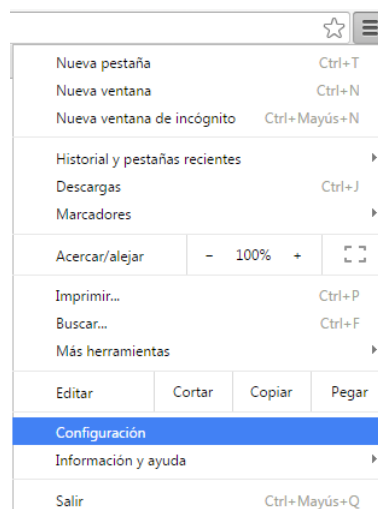 Nueva pestaña Ctrl+T
Nueva ventana Ctrl+N
Nueva ventana de incógnito Ctrl+Mayús+N
Historial y pestañas recientes
Descargas Ctrl+J
Marcadores
Acercar/alejar - 100% +
Imprimir... Ctrl+P
Buscar... Ctrl+F
Más herramientas
Editar Cortar Copiar Pegar
Configuración
Información y ayuda
Salir Ctrl+Mayús+Q